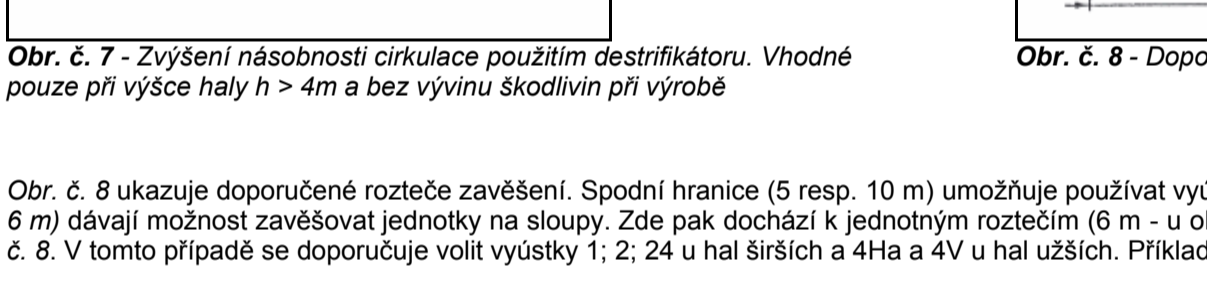 Obr. č. 7 - Zvýšení násobnosti cirkulace použitím destrifikátoru. Vhodné
pouze při výšce haly h > 4m a bez vývinu škodlivin při výrobě
Obr. č. 8 - Dopo
Obr. č. 8 ukazuje doporučené rozteče zavěšení. Spodní hranice (5 resp. 10 m) umožňuje používat vyú
6 m) dávají možnost zavěšovat jednotky na sloupy. Zde pak dochází k jednotným roztečím (6 m - u o
č. 8. V tomto případě se doporučuje volit vyústky 1; 2; 24 u hal širších a 4Ha a 4V u hal užších. Příklad